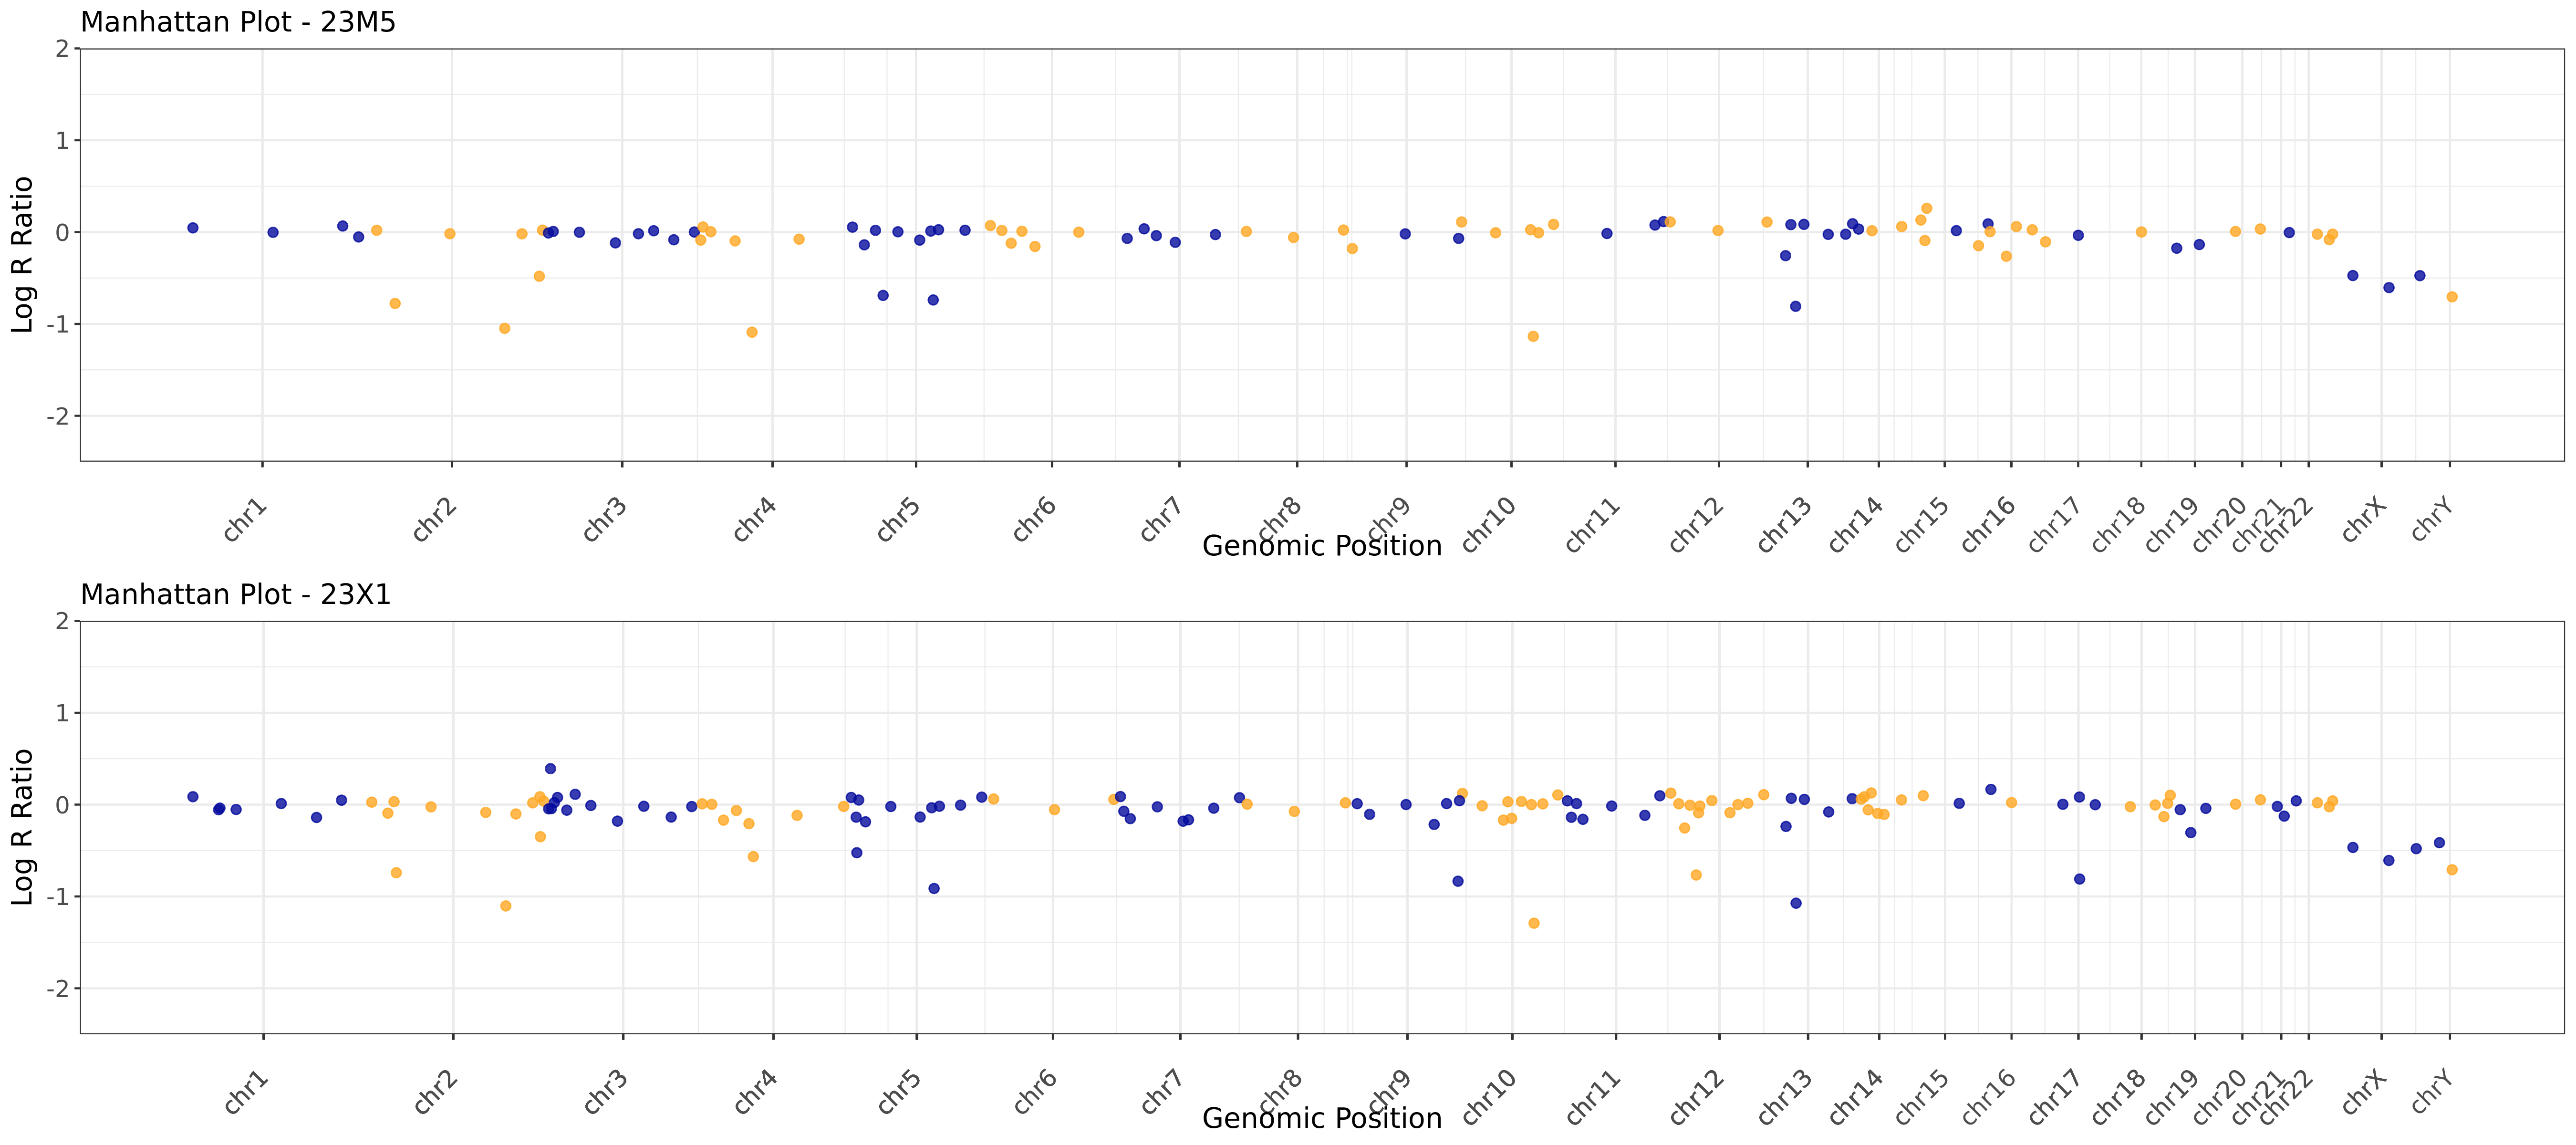 Manhattan Plot - 23M5
2
1
0
-1
-2
Log R Ratio
chr1 chr2 chr3 chr4 chr5 chr6 chr7 chr8 chr9 chr10 chr11 chr12 chr13 chr14 chr15 chr16 chr17 chr18 chr19 chr20 chr21 chr22 chrX chrY
Genomic Position
Manhattan Plot - 23X1
2
1
0
-1
-2
Log R Ratio
chr1 chr2 chr3 chr4 chr5 chr6 chr7 chr8 chr9 chr10 chr11 chr12 chr13 chr14 chr15 chr16 chr17 chr18 chr19 chr20 chr21 chr22 chrX chrY
Genomic Position